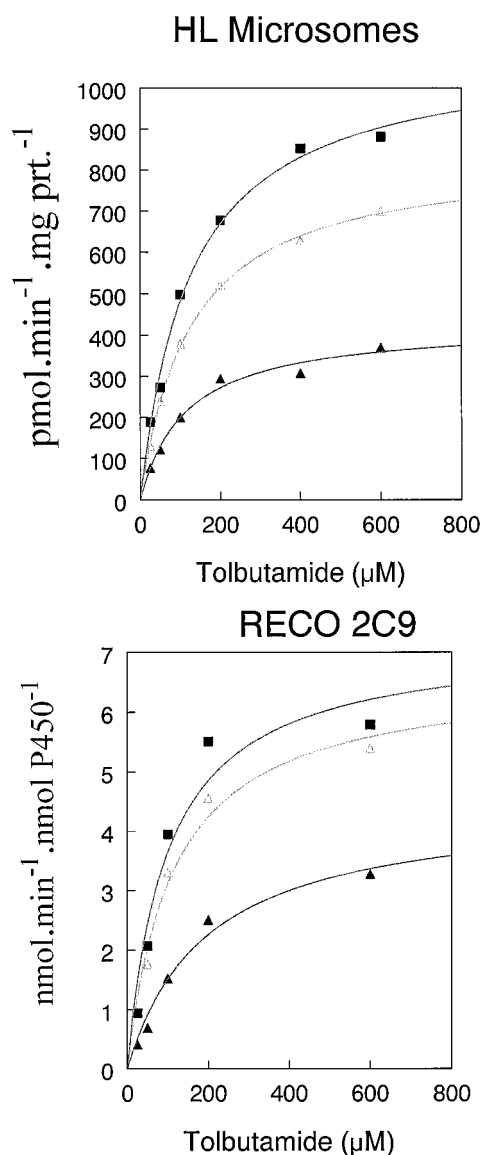 HL Microsomes
pmol.min⁻¹.mg prt.⁻¹
1000
900
800
700
600
500
400
300
200
100
0
0 200 400 600 800
Tolbutamide (µM)
RECO 2C9
nmol.min⁻¹.nmol P450⁻¹
7
6
5
4
3
2
1
0
0 200 400 600 800
Tolbutamide (µM)